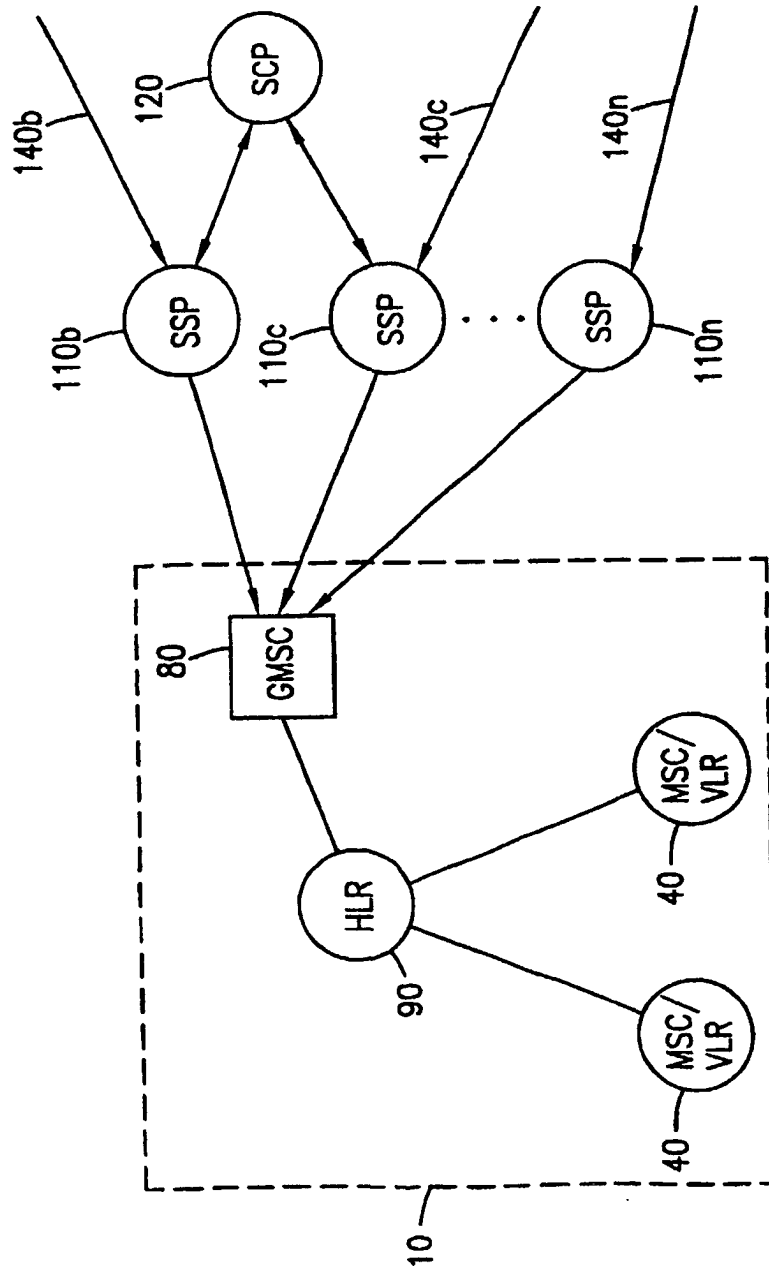 10
40
MSC/
VLR
90
HLR
40
MSC/
VLR
80
GMSC
110b
SSP
110c
SSP
110n
SSP
120
SCP
140b
140c
140n